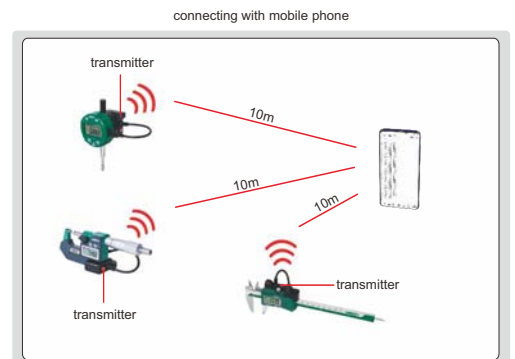 connecting with mobile phone
transmitter
10m
10m
10m
transmitter
transmitter